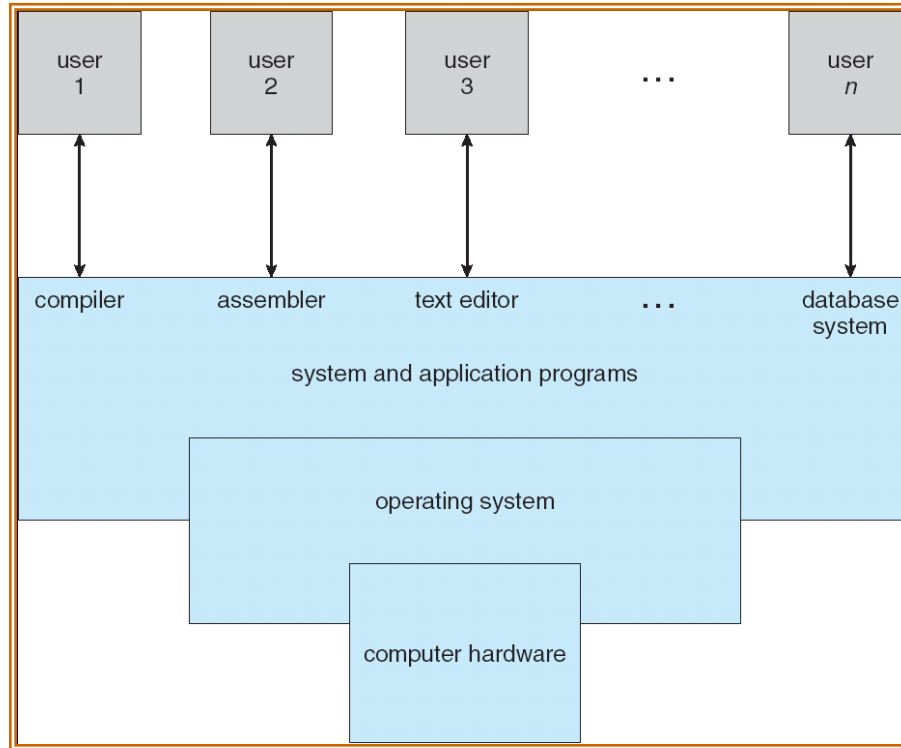 user user user user
1 2 3 ... n
compiler assembler text editor ... database
system
system and application programs
operating system
computer hardware